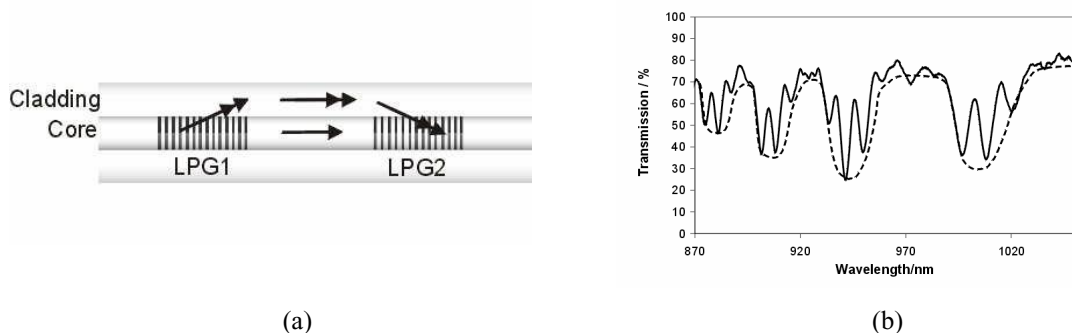 Cladding
Core
LPG1
LPG2
(a)
Transmission / %
100
90
80
70
60
50
40
30
20
10
0
870
920
970
1020
Wavelength/nm
(b)